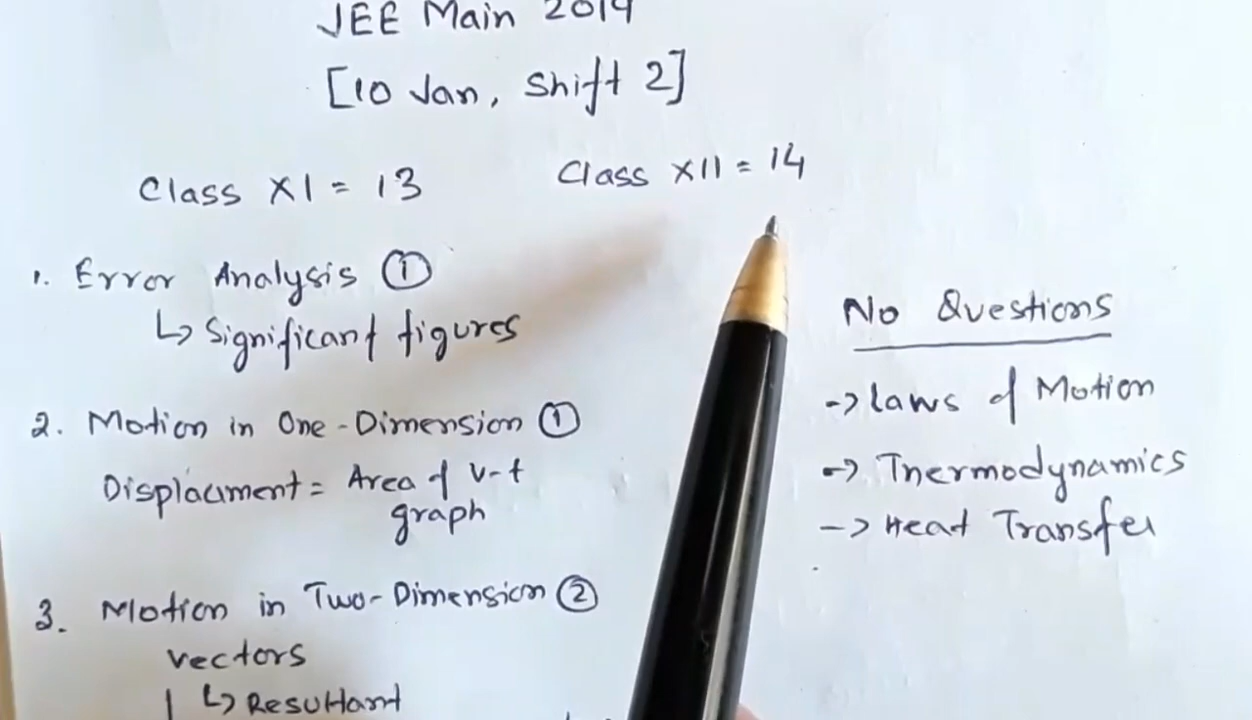 JEE Main 2019
[10 Jan, Shift 2]
Class XI = 13
Class XII = 14
1. Error Analysis ①
↳ Significant figures
2. Motion in One-Dimension ①
Displacment = Area of v-t
graph
3. Motion in Two-Dimension ②
vectors
↳ Resultant
No Questions
→ Laws of Motion
→ Thermodynamics
→ Heat Transfer